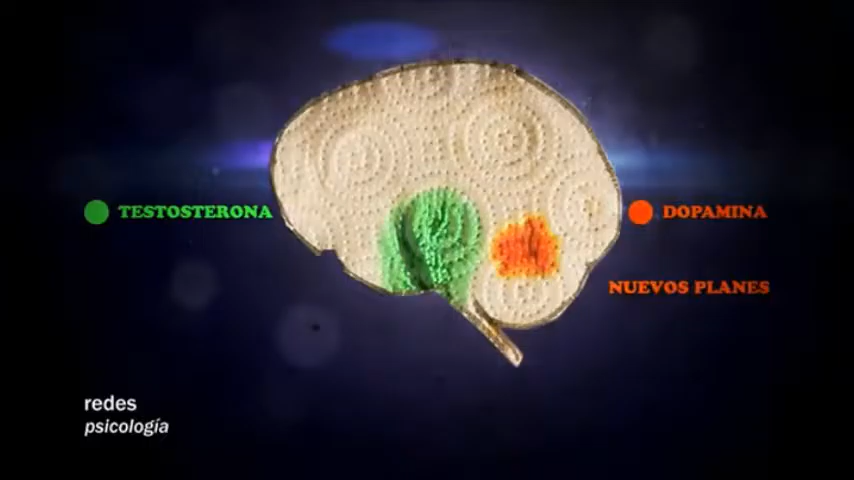 TESTOSTERONA
DOPAMINA
NUEVOS PLANES
redes
psicología